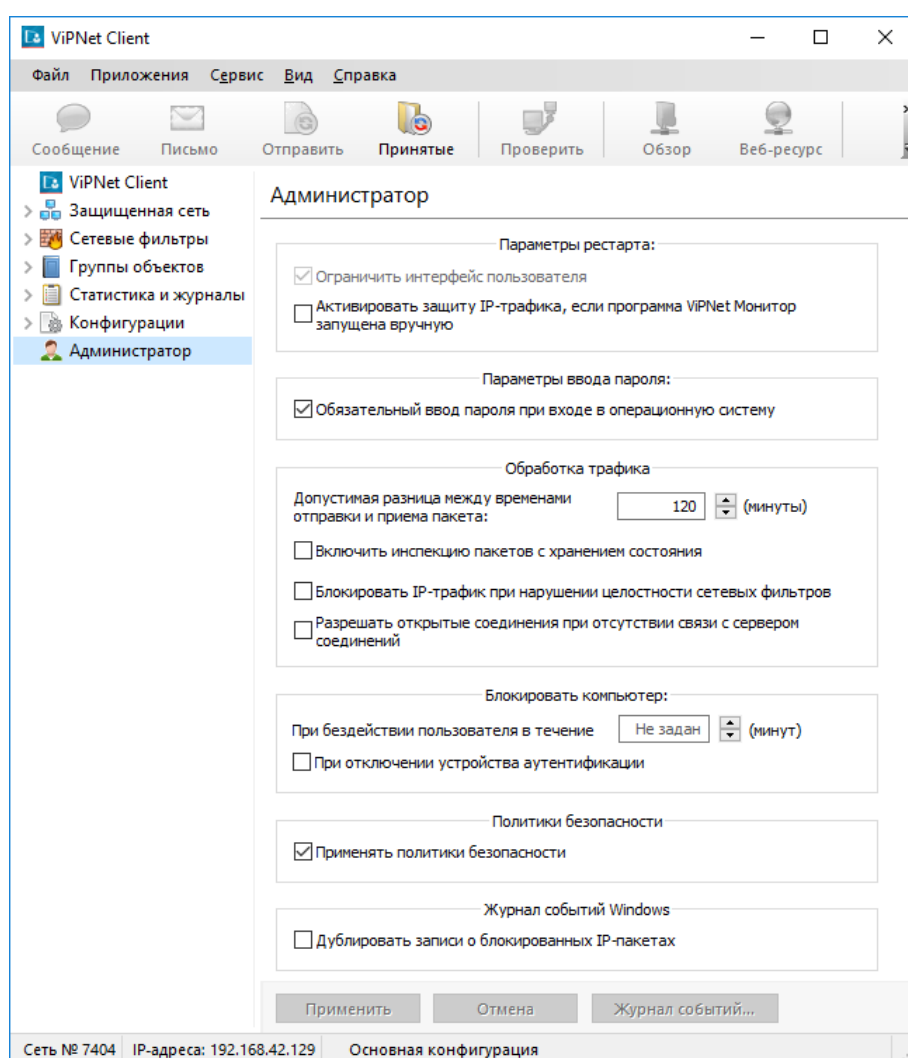 ViPNet Client
Файл Приложения Сервис Вид Справка
Сообщение Письмо Отправить Принятые Проверить Обзор Веб-ресурс
ViPNet Client
Защищенная сеть
Сетевые фильтры
Группы объектов
Статистика и журналы
Конфигурации
Администратор
Администратор
Параметры рестарта:
Ограничить интерфейс пользователя
Активировать защиту IP-трафика, если программа ViPNet Монитор
запущена вручную
Параметры ввода пароля:
Обязательный ввод пароля при входе в операционную систему
Обработка трафика
Допустимая разница между временами
отправки и приема пакета:
120 (минуты)
Включить инспекцию пакетов с хранением состояния
Блокировать IP-трафик при нарушении целостности сетевых фильтров
Разрешать открытые соединения при отсутствии связи с сервером
соединений
Блокировать компьютер:
При бездействии пользователя в течение Не задан (минут)
При отключении устройства аутентификации
Политики безопасности
Применять политики безопасности
Журнал событий Windows
Дублировать записи о блокированных IP-пакетах
Применить Отмена Журнал событий...
Сеть № 7404 IP-адреса: 192.168.42.129 Основная конфигурация